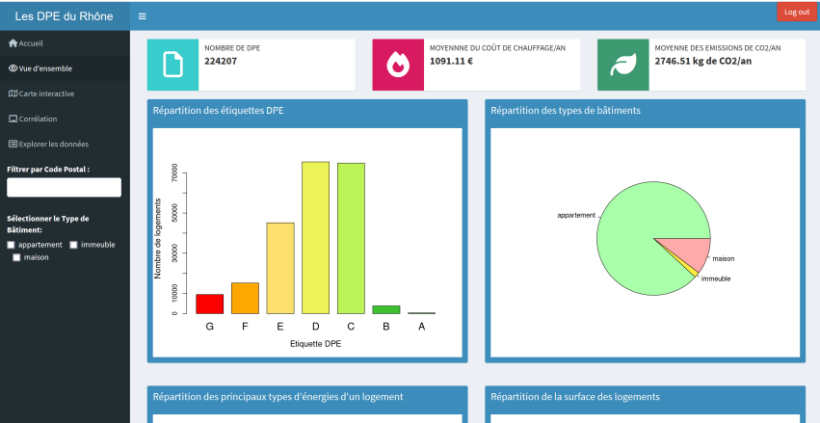 Les DPE du Rhône
Log out
Accueil
Vue d'ensemble
Carte interactive
Corrélation
Explorer les données
Filtrer par Code Postal :
Sélectionner le Type de
Bâtiment:
appartement immeuble
maison
NOMBRE DE DPE
224207
MOYENNNE DU COÛT DE CHAUFFAGE/AN
1091.11 €
MOYENNE DES EMISSIONS DE CO2/AN
2746.51 kg de CO2/an
Répartition des étiquettes DPE
Nombre de logements
70000
50000
30000
10000
0
G F E D C B A
Etiquette DPE
Répartition des types de bâtiments
appartement
maison
immeuble
Répartition des principaux types d'énergies d'un logement
Répartition de la surface des logements